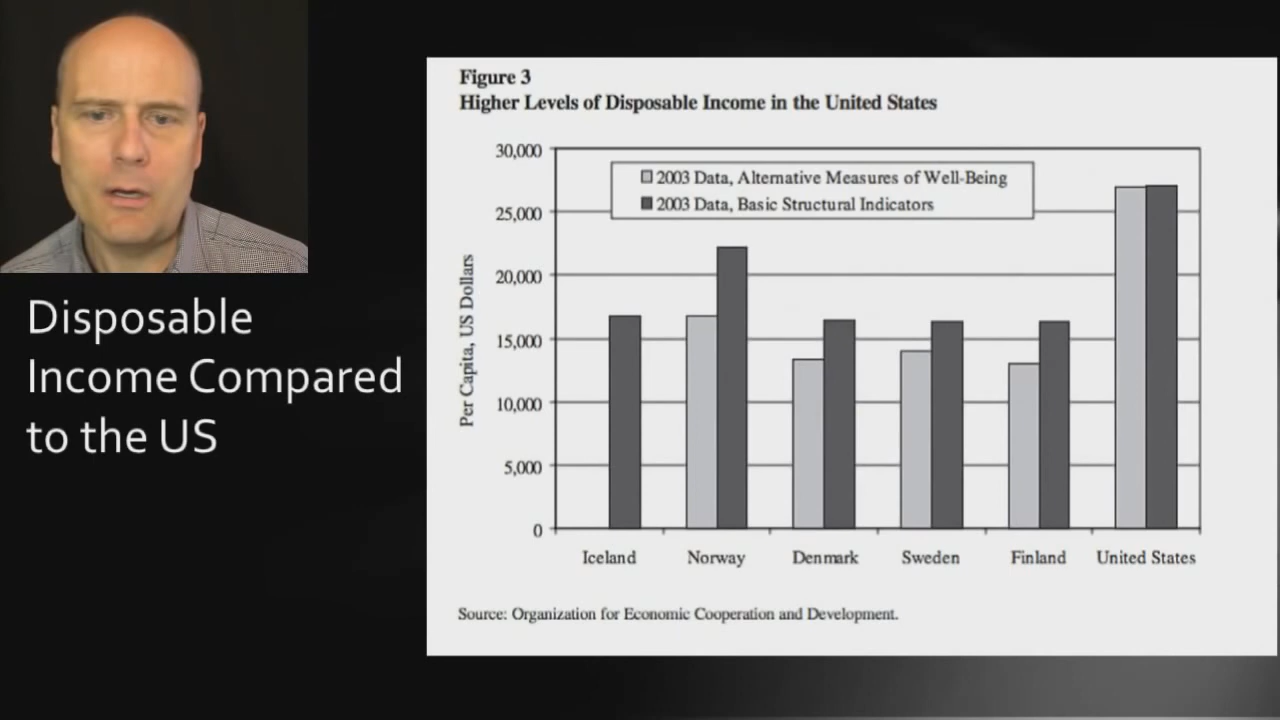 Disposable
Income Compared
to the US
Figure 3
Higher Levels of Disposable Income in the United States
30,000
25,000
20,000
15,000
10,000
5,000
0
Per Capita, US Dollars
2003 Data, Alternative Measures of Well-Being
2003 Data, Basic Structural Indicators
Iceland Norway Denmark Sweden Finland United States
Source: Organization for Economic Cooperation and Development.